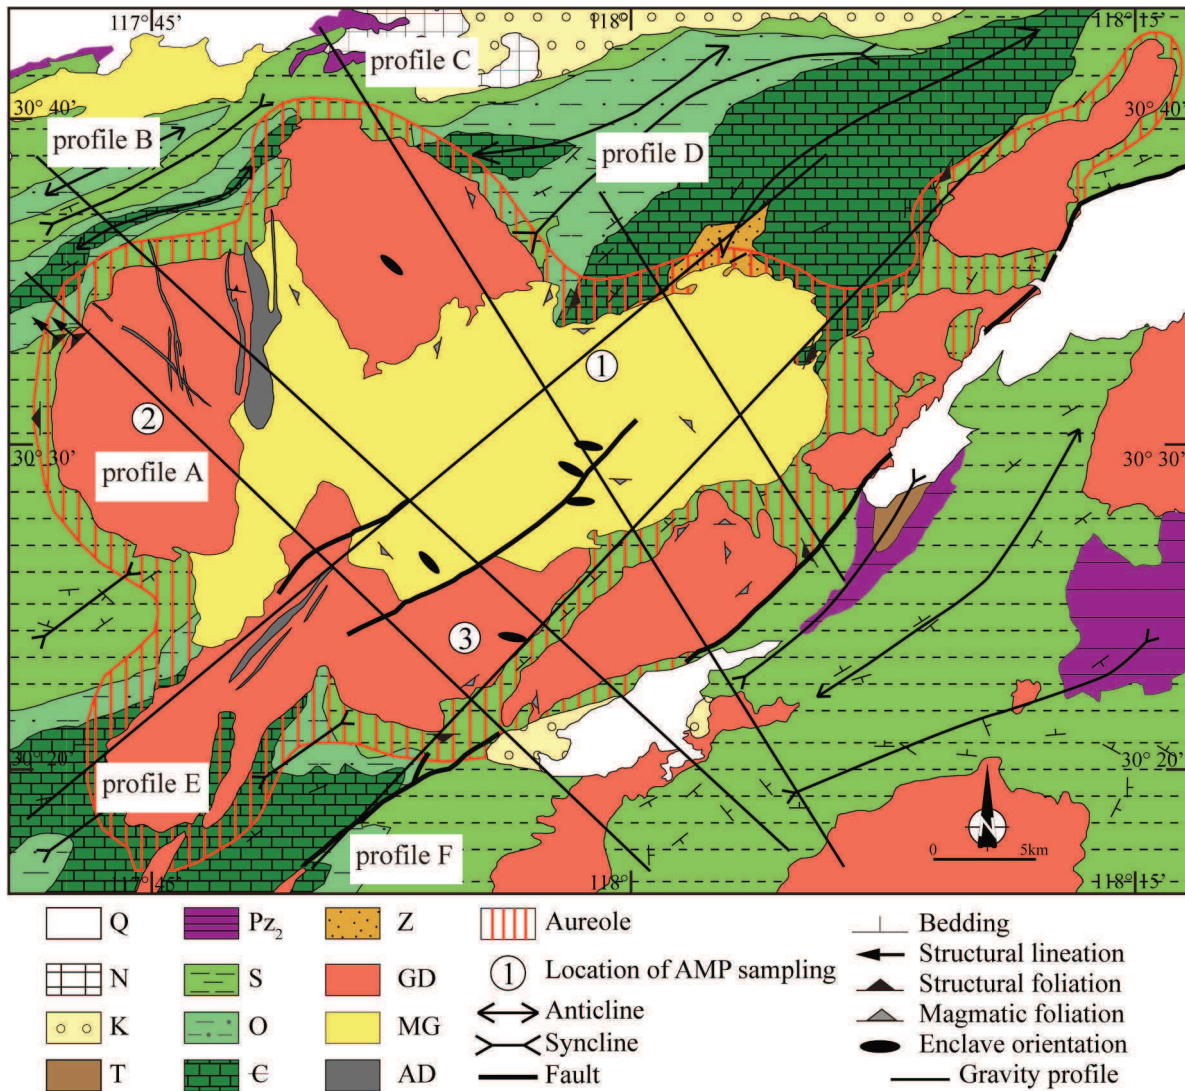 117°45'
118°
118°15'
profile C
30° 40'
30° 40'
profile B
profile D
1
2
30° 30'
profile A
30° 30'
3
30° 20'
profile E
30° 20'
N
profile F
0 5km
117°45'
118°
118°15'
Q Pz2 Z Aureole Bedding
N S GD 1 Location of AMP sampling Structural lineation
K O MG Anticline Structural foliation
T Ꞓ AD Syncline Magmatic foliation
Fault Enclave orientation
Gravity profile